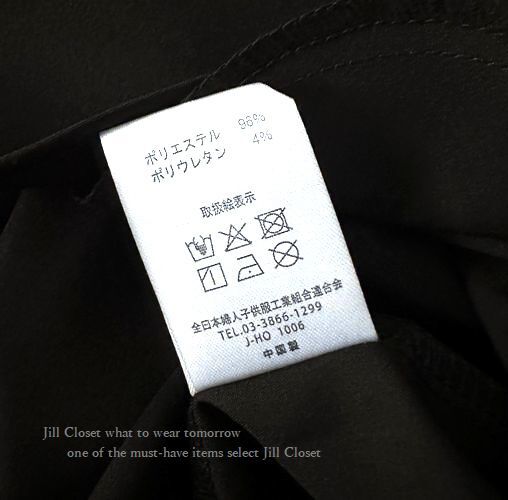 ポリエステル 96%
ポリウレタン 4%
取扱絵表示
全日本婦人子供服工業組合連合会
TEL.03-3866-1299
J-HO 1006
中国製
Jill Closet what to wear tomorrow
one of the must-have items select Jill Closet